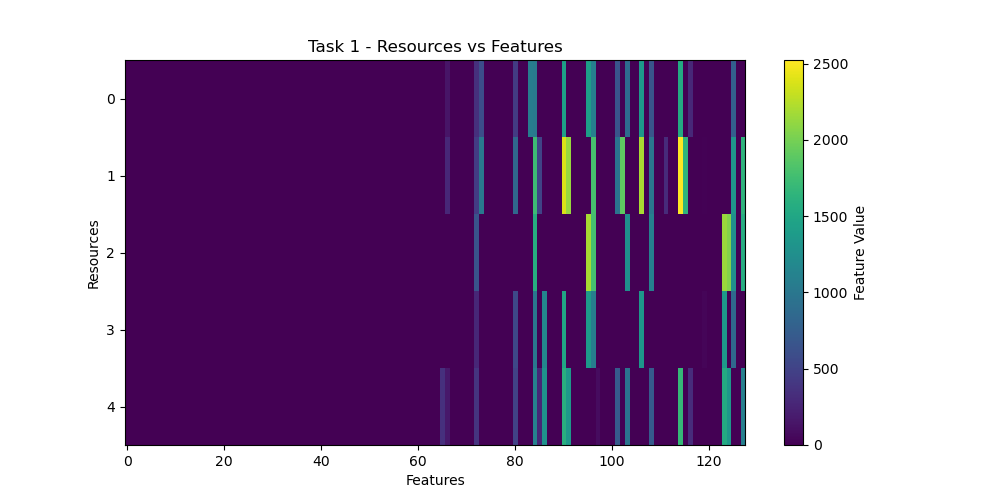 Task 1 - Resources vs Features
Resources
0
1
2
3
4
0 20 40 60 80 100 120
Features
2500
2000
1500
1000
500
0
Feature Value